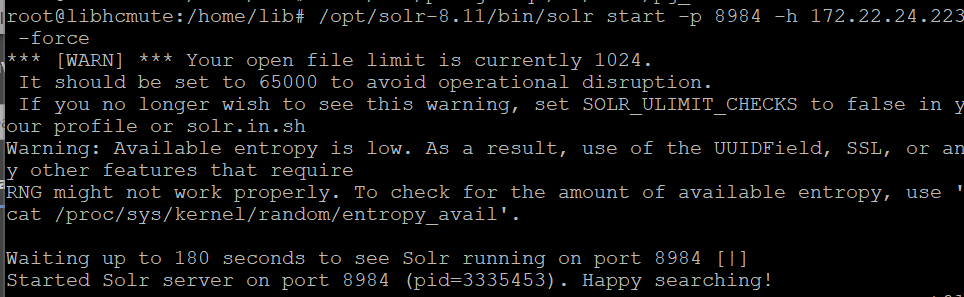 root@libhcmute:/home/lib# /opt/solr-8.11/bin/solr start -p 8984 -h 172.22.24.223
 -force
*** [WARN] *** Your open file limit is currently 1024.
 It should be set to 65000 to avoid operational disruption.
 If you no longer wish to see this warning, set SOLR_ULIMIT_CHECKS to false in y
our profile or solr.in.sh
Warning: Available entropy is low. As a result, use of the UUIDField, SSL, or an
y other features that require
RNG might not work properly. To check for the amount of available entropy, use '
cat /proc/sys/kernel/random/entropy_avail'.

Waiting up to 180 seconds to see Solr running on port 8984 [|]
Started Solr server on port 8984 (pid=3335453). Happy searching!